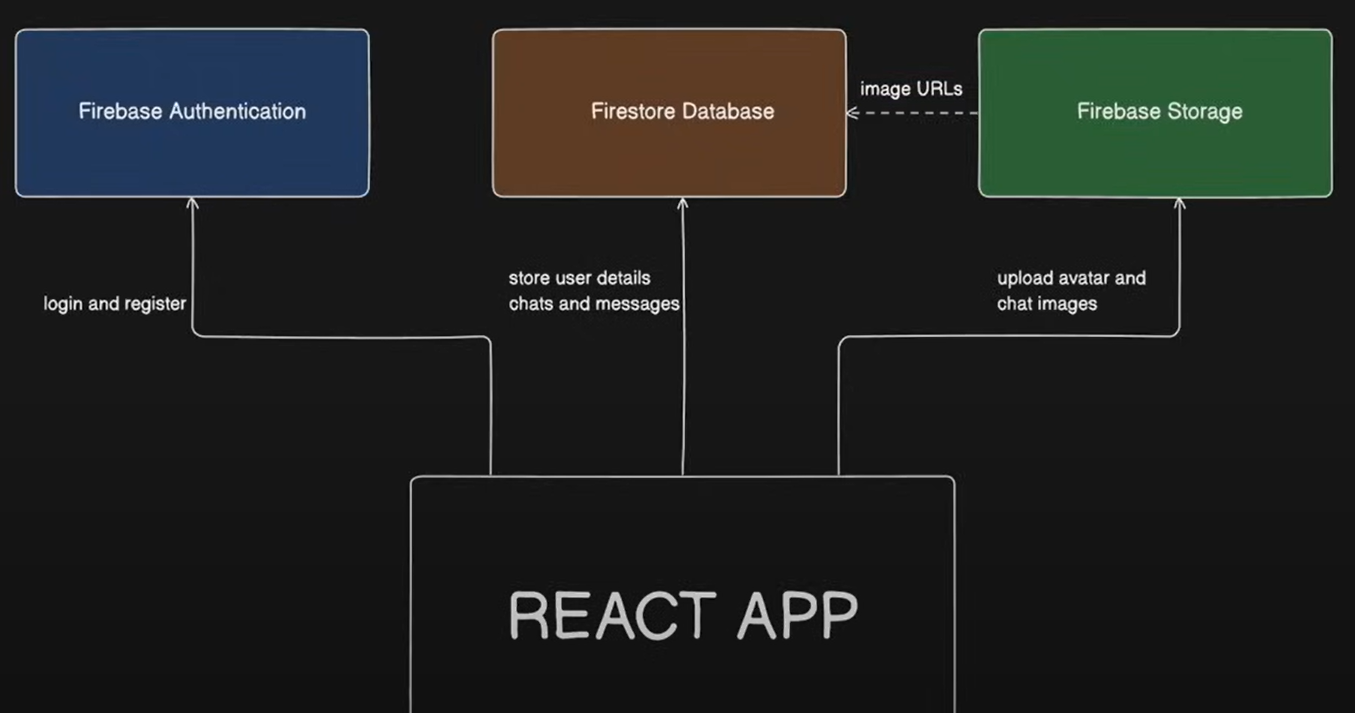 Firebase Authentication
Firestore Database
image URLs
Firebase Storage
login and register
store user details
chats and messages
upload avatar and
chat images
REACT APP